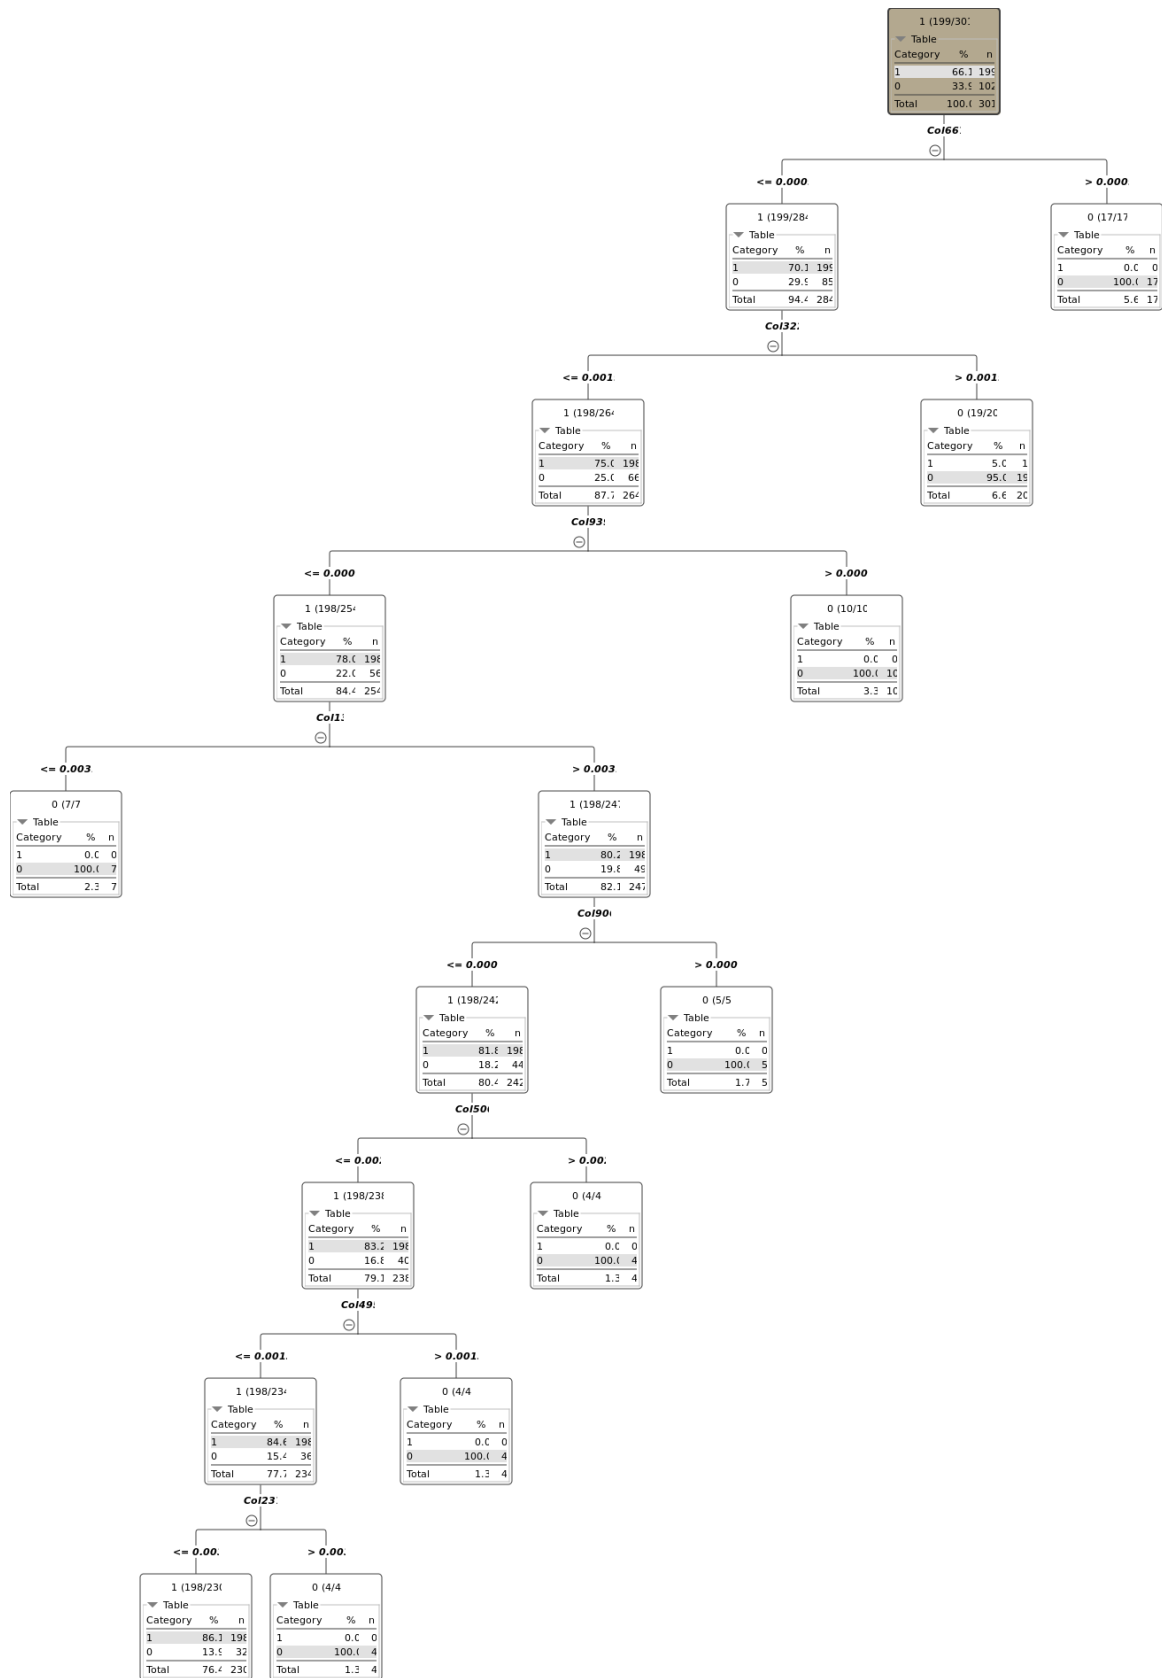 1 (199/30
Table
Category % n
1 66.1 199
0 33.9 102
Total 100.0 301
Col66
<= 0.000
> 0.000
1 (199/284
Table
Category % n
1 70.1 199
0 29.9 85
Total 94.4 284
0 (17/17
Table
Category % n
1 0.0 0
0 100.0 17
Total 5.6 17
Col32
<= 0.001
> 0.001
1 (198/264
Table
Category % n
1 75.0 198
0 25.0 66
Total 87.7 264
0 (19/20
Table
Category % n
1 5.0 1
0 95.0 19
Total 6.6 20
Col93
<= 0.000
> 0.000
1 (198/254
Table
Category % n
1 78.0 198
0 22.0 56
Total 84.4 254
0 (10/10
Table
Category % n
1 0.0 0
0 100.0 10
Total 3.3 10
Col1
<= 0.003
> 0.003
0 (7/7
Table
Category % n
1 0.0 0
0 100.0 7
Total 2.3 7
1 (198/247
Table
Category % n
1 80.2 198
0 19.8 49
Total 82.1 247
Col90
<= 0.000
> 0.000
1 (198/242
Table
Category % n
1 81.8 198
0 18.2 44
Total 80.4 242
0 (5/5
Table
Category % n
1 0.0 0
0 100.0 5
Total 1.7 5
Col50
<= 0.00
> 0.00
1 (198/238
Table
Category % n
1 83.2 198
0 16.8 40
Total 79.1 238
0 (4/4
Table
Category % n
1 0.0 0
0 100.0 4
Total 1.3 4
Col49
<= 0.001
> 0.001
1 (198/234
Table
Category % n
1 84.6 198
0 15.4 36
Total 77.7 234
0 (4/4
Table
Category % n
1 0.0 0
0 100.0 4
Total 1.3 4
Col23
<= 0.00
> 0.00
1 (198/230
Table
Category % n
1 86.1 198
0 13.9 32
Total 76.4 230
0 (4/4
Table
Category % n
1 0.0 0
0 100.0 4
Total 1.3 4